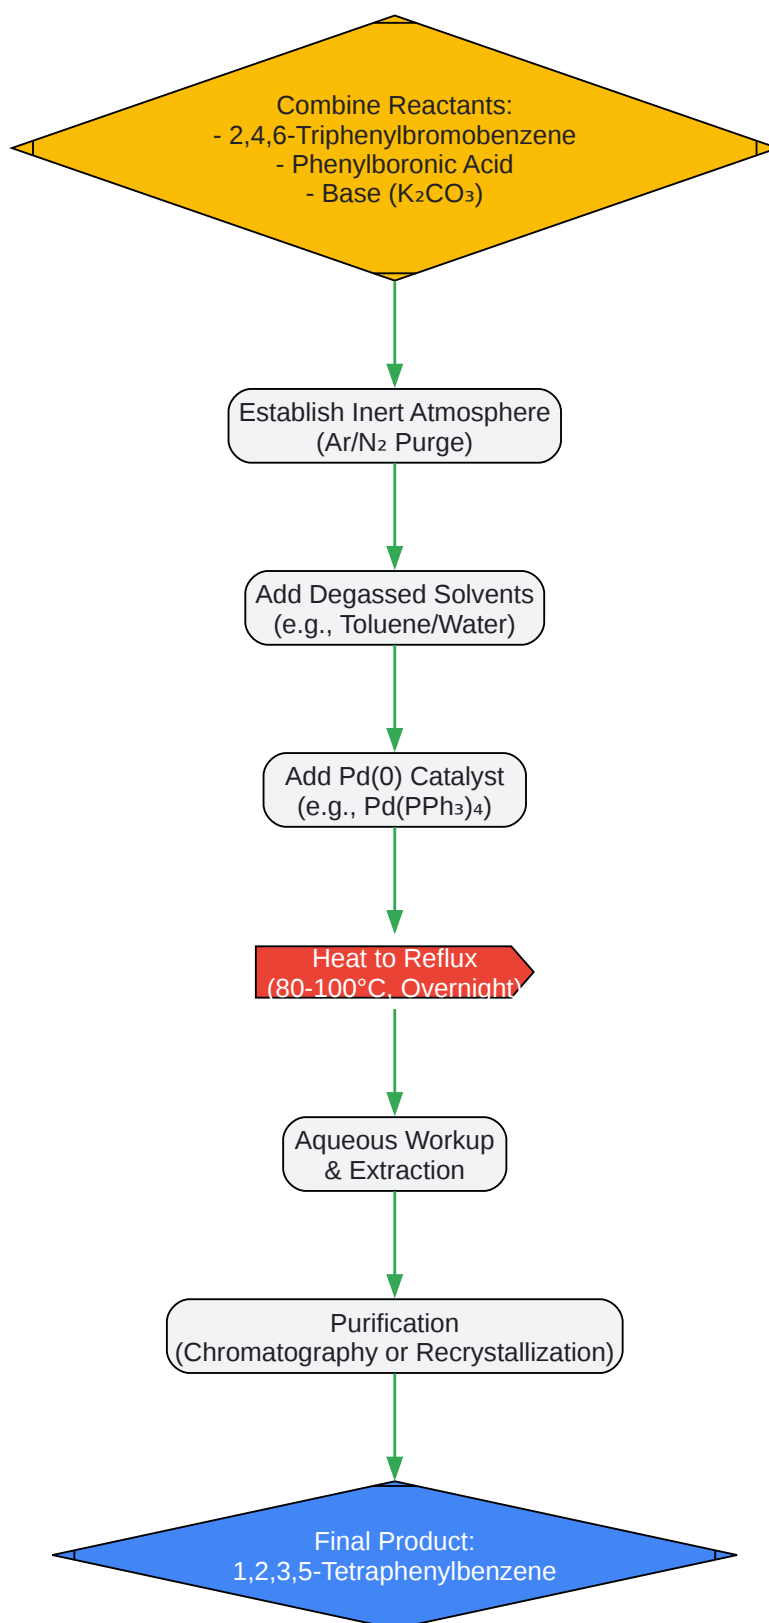 Combine Reactants:
- 2,4,6-Triphenylbromobenzene
- Phenylboronic Acid
- Base (K₂CO₃)
Establish Inert Atmosphere
(Ar/N₂ Purge)
Add Degassed Solvents
(e.g., Toluene/Water)
Add Pd(0) Catalyst
(e.g., Pd(PPh₃)₄)
Heat to Reflux
(80-100°C, Overnight)
Aqueous Workup
& Extraction
Purification
(Chromatography or Recrystallization)
Final Product:
1,2,3,5-Tetraphenylbenzene